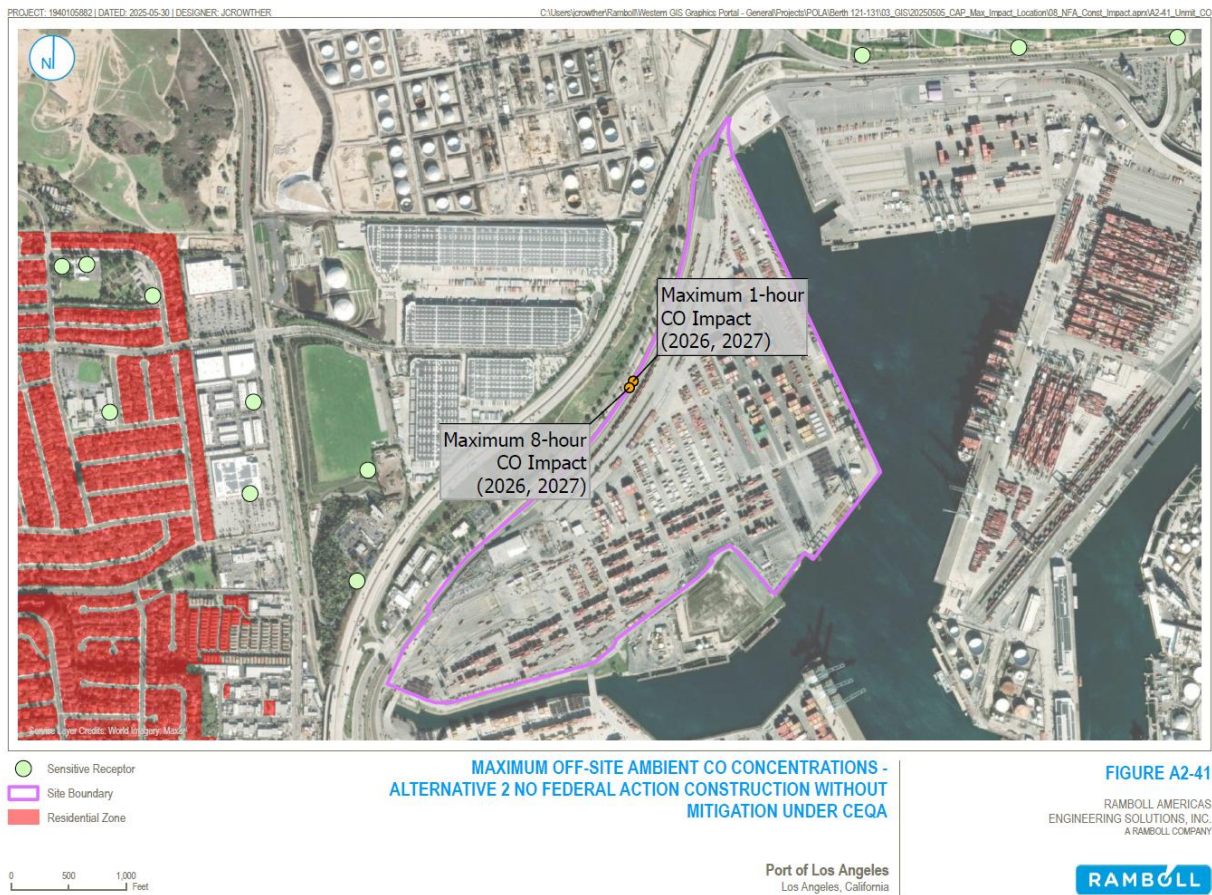 PROJECT: 1940105882 | DATED: 2025-05-30 | DESIGNER: JCROWTHER
C:\Users\jcrowther\Ramboll\Western GIS Graphics Portal - General\Projects\POLA\Berth 121-131\03_GIS\20250505_CAP_Max_Impact_Location\08_NFA_Const_Impact.aprx\A2-41_Unmit_CO
N
Maximum 1-hour
CO Impact
(2026, 2027)
Maximum 8-hour
CO Impact
(2026, 2027)
Service Layer Credits: World Imagery: Maxar
Sensitive Receptor
Site Boundary
Residential Zone
0 500 1,000
Feet
MAXIMUM OFF-SITE AMBIENT CO CONCENTRATIONS -
ALTERNATIVE 2 NO FEDERAL ACTION CONSTRUCTION WITHOUT
MITIGATION UNDER CEQA
Port of Los Angeles
Los Angeles, California
FIGURE A2-41
RAMBOLL AMERICAS
ENGINEERING SOLUTIONS, INC.
A RAMBOLL COMPANY
RAMBOLL